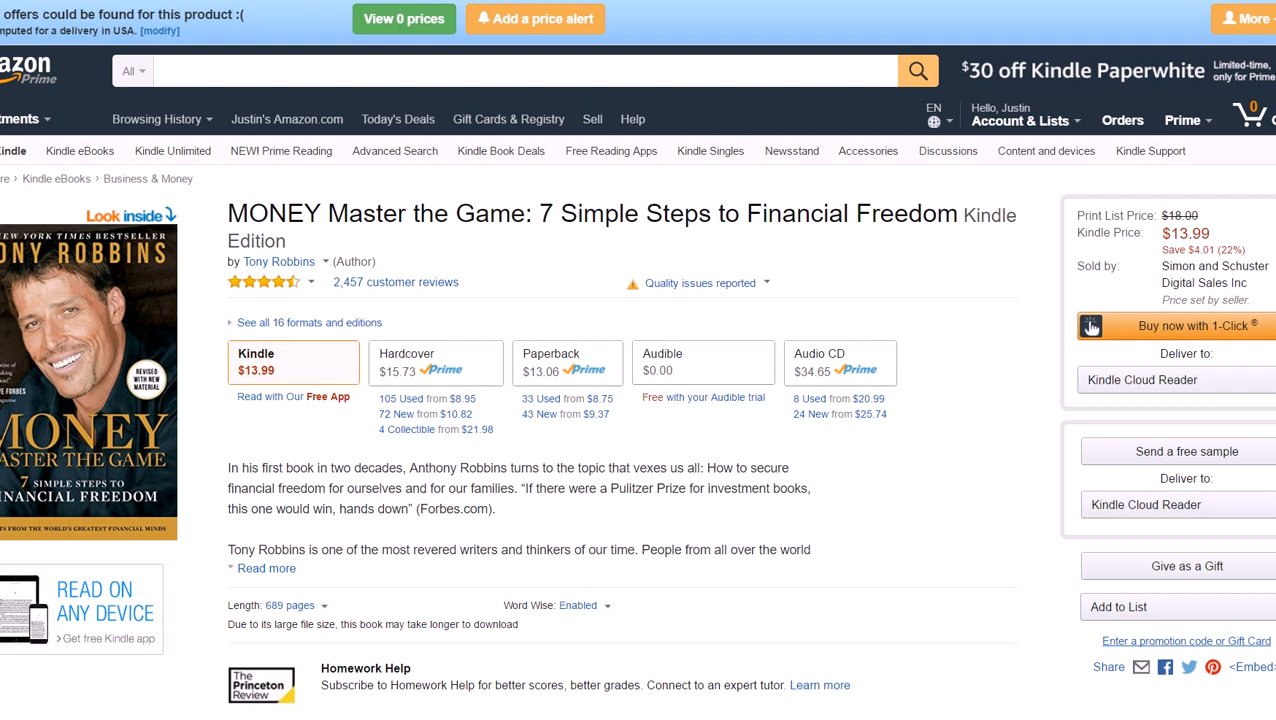 offers could be found for this product :(
mputed for a delivery in USA. [modify]
View 0 prices
Add a price alert
More
azon
Prime
All
$30 off Kindle Paperwhite
Limited-time,
only for Prime
tments
Browsing History
Justin's Amazon.com
Today's Deals
Gift Cards & Registry
Sell
Help
EN
Hello, Justin
Account & Lists
Orders
Prime
0
indle
Kindle eBooks
Kindle Unlimited
NEW! Prime Reading
Advanced Search
Kindle Book Deals
Free Reading Apps
Kindle Singles
Newsstand
Accessories
Discussions
Content and devices
Kindle Support
re › Kindle eBooks › Business & Money
Look inside
NEW YORK TIMES BESTSELLER
ONY ROBBINS
REVISED
WITH NEW
MATERIAL
MONEY
ASTER THE GAME
7 SIMPLE STEPS TO
INANCIAL FREEDOM
TS FROM THE WORLD'S GREATEST FINANCIAL MINDS
READ ON
ANY DEVICE
›Get free Kindle app
MONEY Master the Game: 7 Simple Steps to Financial Freedom Kindle
Edition
by Tony Robbins (Author)
2,457 customer reviews
Quality issues reported
See all 16 formats and editions
Kindle
$13.99
Read with Our Free App
Hardcover
$15.73 Prime
105 Used from $8.95
72 New from $10.82
4 Collectible from $21.98
Paperback
$13.06 Prime
33 Used from $8.75
43 New from $9.37
Audible
$0.00
Free with your Audible trial
Audio CD
$34.65 Prime
8 Used from $20.99
24 New from $25.74
In his first book in two decades, Anthony Robbins turns to the topic that vexes us all: How to secure
financial freedom for ourselves and for our families. “If there were a Pulitzer Prize for investment books,
this one would win, hands down” (Forbes.com).
Tony Robbins is one of the most revered writers and thinkers of our time. People from all over the world
Read more
Length: 689 pages
Word Wise: Enabled
Due to its large file size, this book may take longer to download
The
Princeton
Review
Homework Help
Subscribe to Homework Help for better scores, better grades. Connect to an expert tutor. Learn more
Print List Price: $18.00
Kindle Price: $13.99
Save $4.01 (22%)
Sold by: Simon and Schuster
Digital Sales Inc
Price set by seller.
Buy now with 1-Click ®
Deliver to:
Kindle Cloud Reader
Send a free sample
Deliver to:
Kindle Cloud Reader
Give as a Gift
Add to List
Enter a promotion code or Gift Card
Share
<Embed>